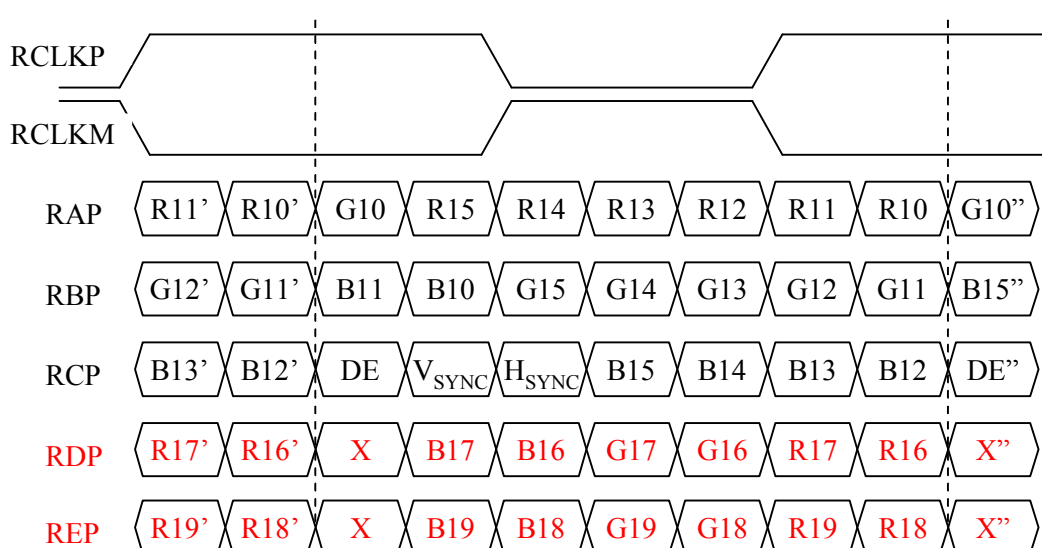 RCLKP
RCLKM
RAP R11’ R10’ G10 R15 R14 R13 R12 R11 R10 G10”
RBP G12’ G11’ B11 B10 G15 G14 G13 G12 G11 B15”
RCP B13’ B12’ DE VSYNC HSYNC B15 B14 B13 B12 DE”
RDP R17’ R16’ X B17 B16 G17 G16 R17 R16 X”
REP R19’ R18’ X B19 B18 G19 G18 R19 R18 X”